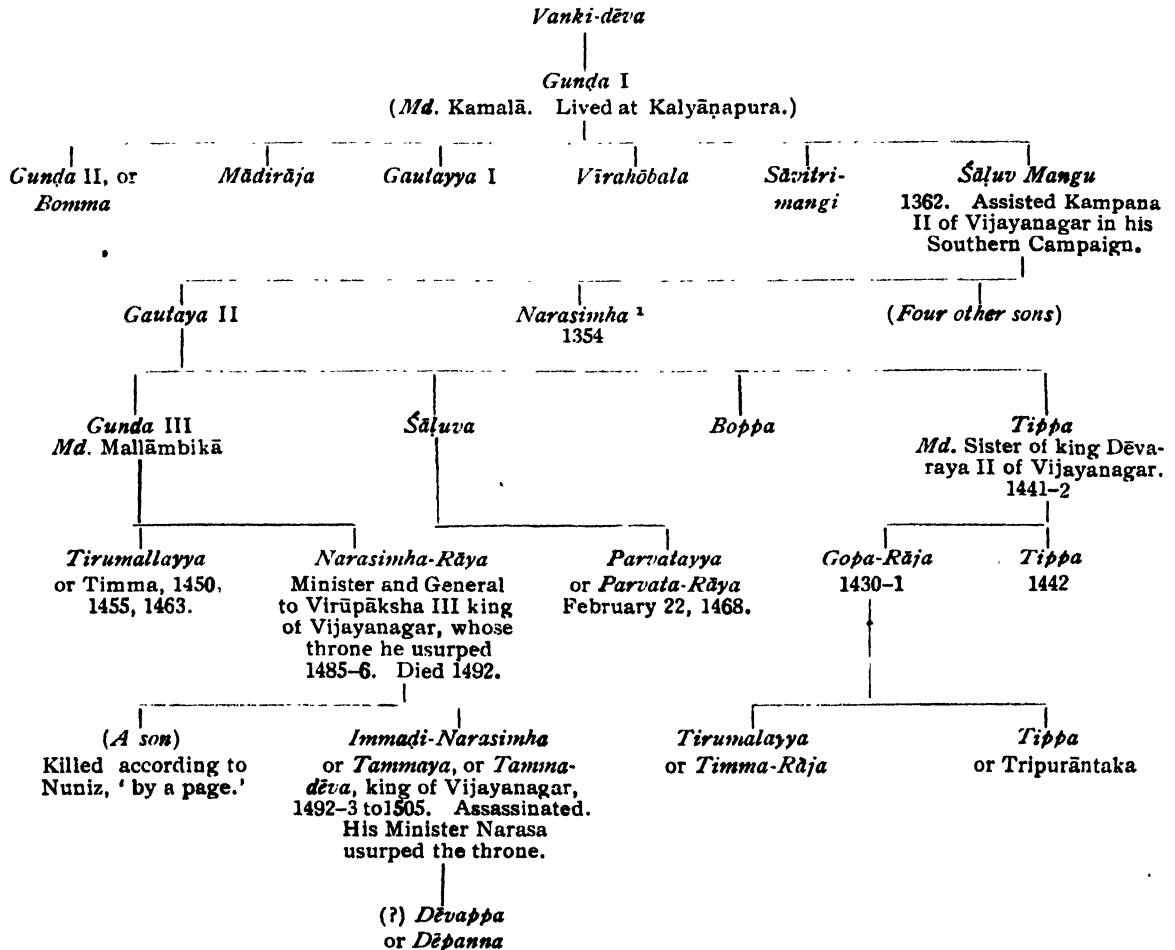 Vanki-dēva
Guṇḍa I
(Md. Kamalā. Lived at Kalyāṇapura.)
Guṇḍa II, or
Bomma
Mādirāja
Gautayya I
Vīrahōbala
Sāvitri-
mangi
Śāḷuv Mangu
1362. Assisted Kampana
II of Vijayanagar in his
Southern Campaign.
Gautaya II
Narasimha ¹
1354
(Four other sons)
Gunda III
Md. Mallāmbikā
Śāḷuva
Boppa
Tippa
Md. Sister of king Dēva-
raya II of Vijayanagar.
1441–2
Tirumallayya
or Timma, 1450,
1455, 1463.
Narasimha-Rāya
Minister and General
to Virūpāksha III king
of Vijayanagar, whose
throne he usurped
1485–6. Died 1492.
Parvatayya
or Parvata-Rāya
February 22, 1468.
Gopa-Rāja
1430–1
Tippa
1442
(A son)
Killed according to
Nuniz, ‘ by a page.’
Immaḍi-Narasimha
or Tammaya, or Tamma-
dēva, king of Vijayanagar,
1492–3 to 1505. Assassinated.
His Minister Narasa
usurped the throne.
Tirumalayya
or Timma-Rāja
Tippa
or Tripurāntaka
(?) Dēvappa
or Dēpanna